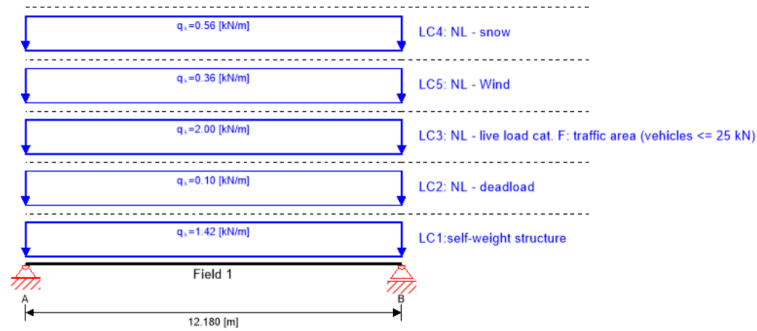 qₖ=0.56 [kN/m]
LC4: NL - snow
qₖ=0.36 [kN/m]
LC5: NL - Wind
qₖ=2.00 [kN/m]
LC3: NL - live load cat. F: traffic area (vehicles <= 25 kN)
qₖ=0.10 [kN/m]
LC2: NL - deadload
qₖ=1.42 [kN/m]
LC1:self-weight structure
Field 1
A
B
12.180 [m]